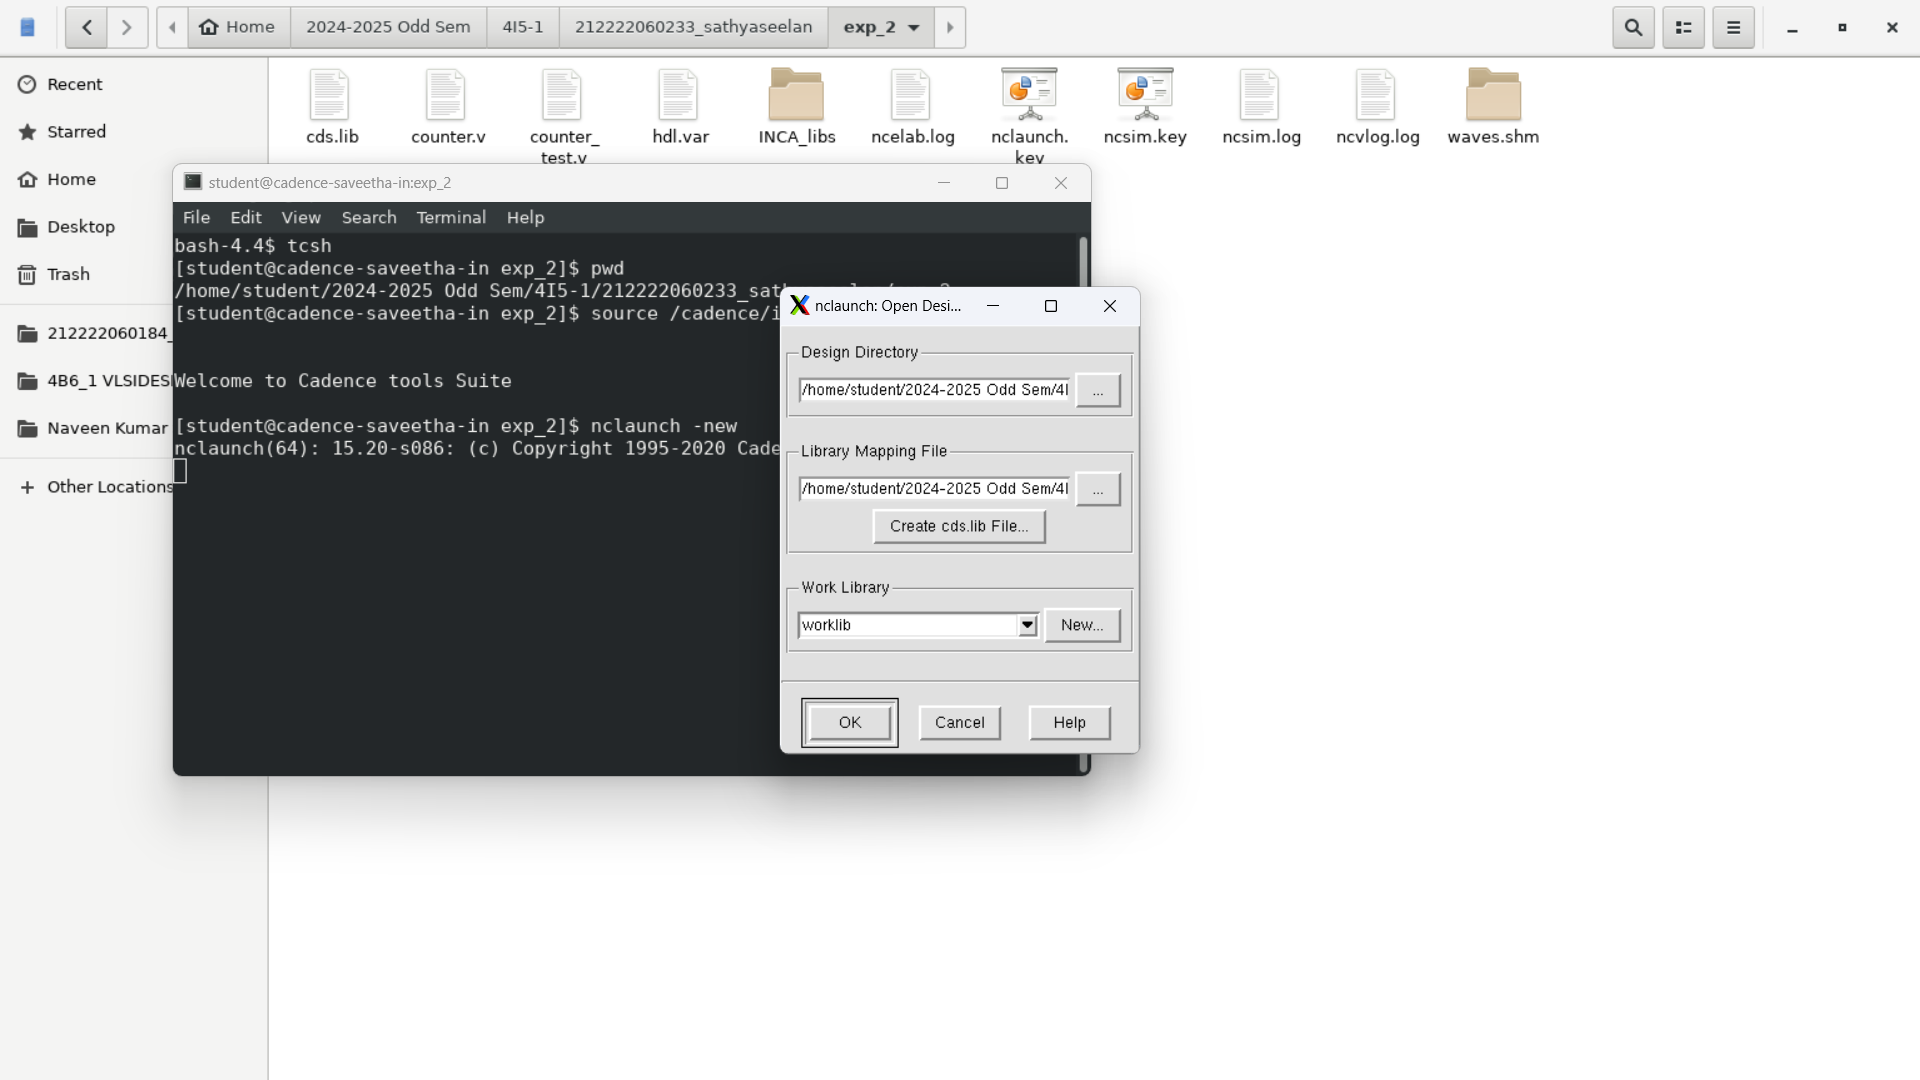 Home
2024-2025 Odd Sem
4I5-1
212222060233_sathyaseelan
exp_2
Recent
Starred
Home
Desktop
Trash
212222060184_
4B6_1 VLSIDESI
Naveen Kumar
Other Locations
cds.lib
counter.v
counter_
test.v
hdl.var
INCA_libs
ncelab.log
nclaunch.
key
ncsim.key
ncsim.log
ncvlog.log
waves.shm
student@cadence-saveetha-in:exp_2
File Edit View Search Terminal Help
bash-4.4$ tcsh
[student@cadence-saveetha-in exp_2]$ pwd
/home/student/2024-2025 Odd Sem/4I5-1/212222060233_sat
[student@cadence-saveetha-in exp_2]$ source /cadence/i
Welcome to Cadence tools Suite
[student@cadence-saveetha-in exp_2]$ nclaunch -new
nclaunch(64): 15.20-s086: (c) Copyright 1995-2020 Cade
nclaunch: Open Desi...
Design Directory
/home/student/2024-2025 Odd Sem/4I
...
Library Mapping File
/home/student/2024-2025 Odd Sem/4I
...
Create cds.lib File...
Work Library
worklib
New...
OK
Cancel
Help